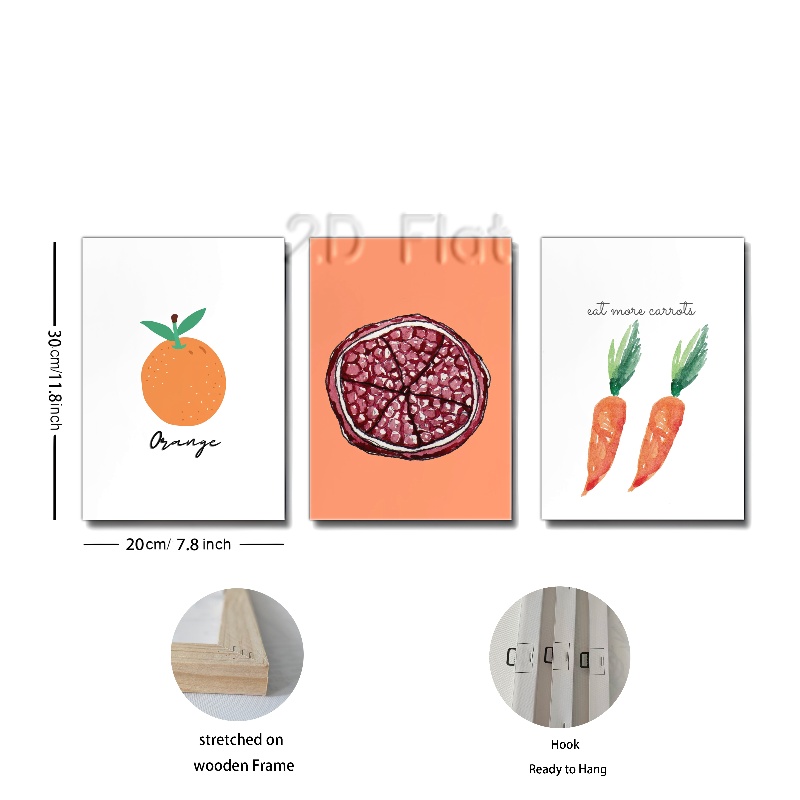 2D Flat
eat more carrots
Orange
30cm/11.8inch
20cm/ 7.8 inch
stretched on
wooden Frame
Hook
Ready to Hang